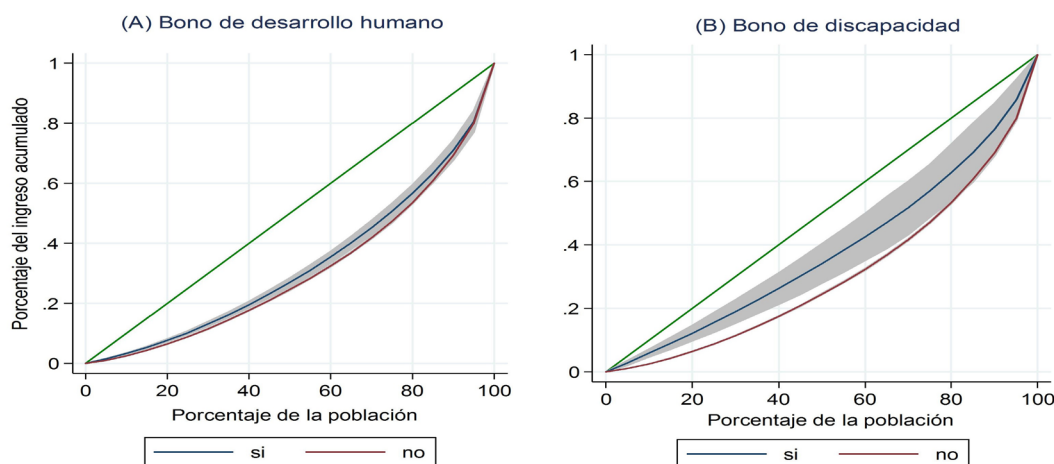 (A) Bono de desarrollo humano
Porcentaje del ingreso acumulado
1
.8
.6
.4
.2
0
0 20 40 60 80 100
Porcentaje de la población
si no
(B) Bono de discapacidad
1
.8
.6
.4
.2
0
0 20 40 60 80 100
Porcentaje de la población
si no